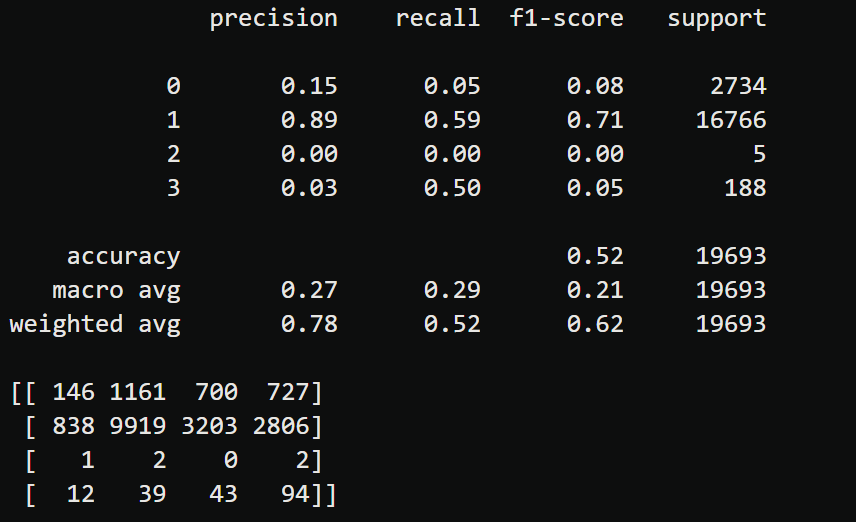 precision recall f1-score support
0 0.15 0.05 0.08 2734
1 0.89 0.59 0.71 16766
2 0.00 0.00 0.00 5
3 0.03 0.50 0.05 188
accuracy 0.52 19693
macro avg 0.27 0.29 0.21 19693
weighted avg 0.78 0.52 0.62 19693
[[ 146 1161 700 727]
[ 838 9919 3203 2806]
[ 1 2 0 2]
[ 12 39 43 94]]